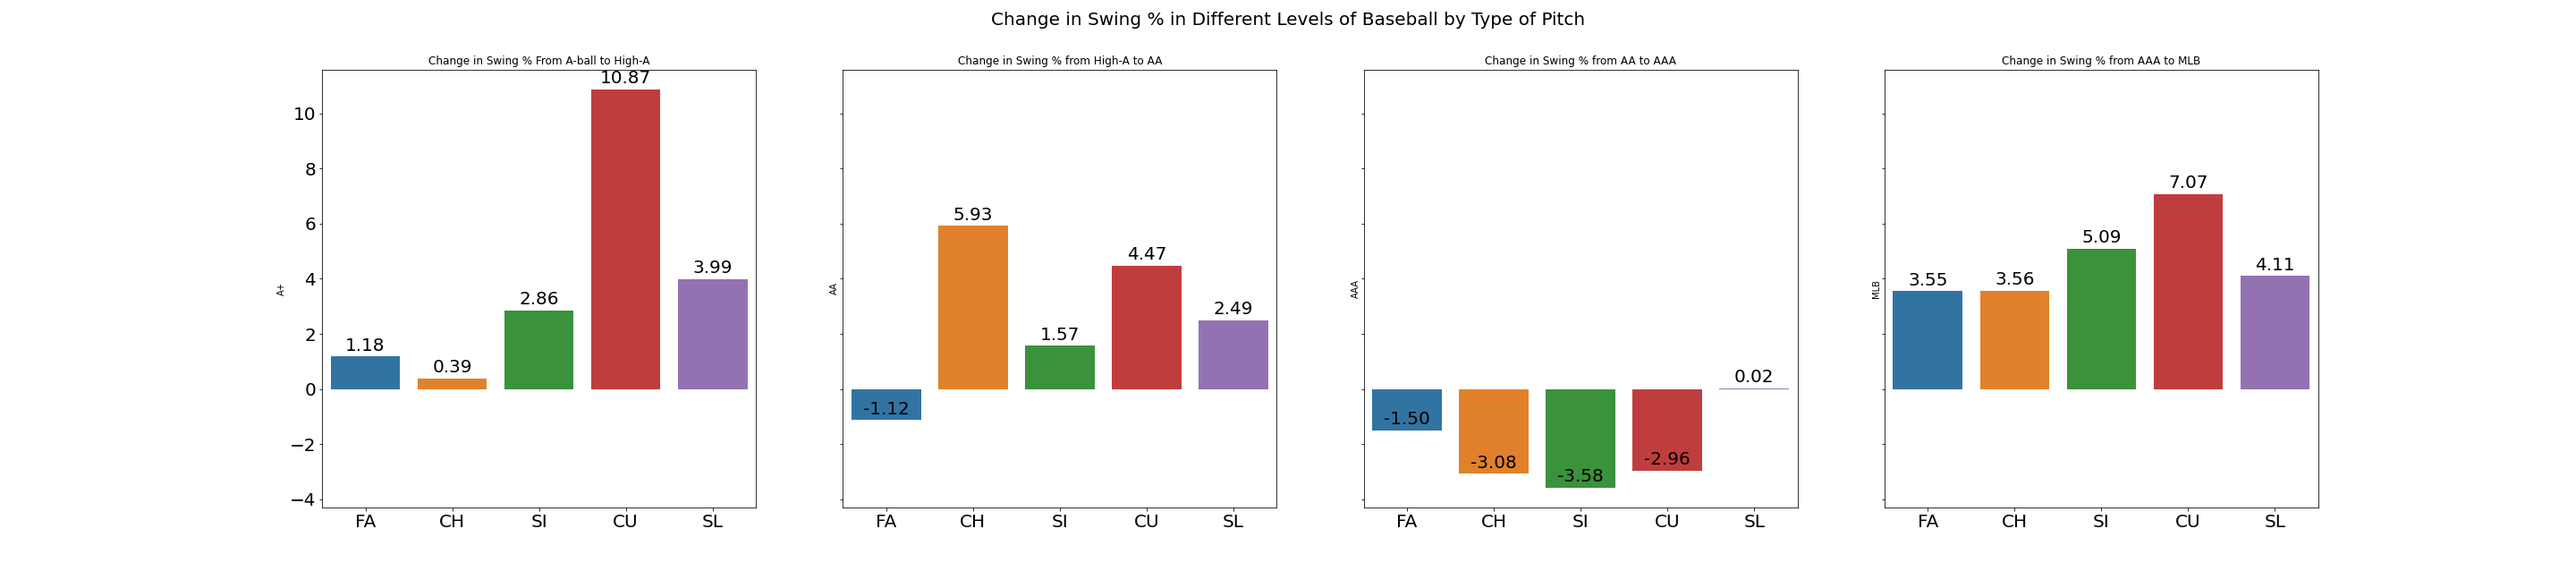 Change in Swing % in Different Levels of Baseball by Type of Pitch
Change in Swing % From A-ball to High-A
10.87
10
8
6
4
2
0
−2
−4
A+
1.18
0.39
2.86
3.99
FA CH SI CU SL
Change in Swing % from High-A to AA
AA
-1.12
5.93
1.57
4.47
2.49
FA CH SI CU SL
Change in Swing % from AA to AAA
AAA
-1.50
-3.08
-3.58
-2.96
0.02
FA CH SI CU SL
Change in Swing % from AAA to MLB
MLB
3.55
3.56
5.09
7.07
4.11
FA CH SI CU SL